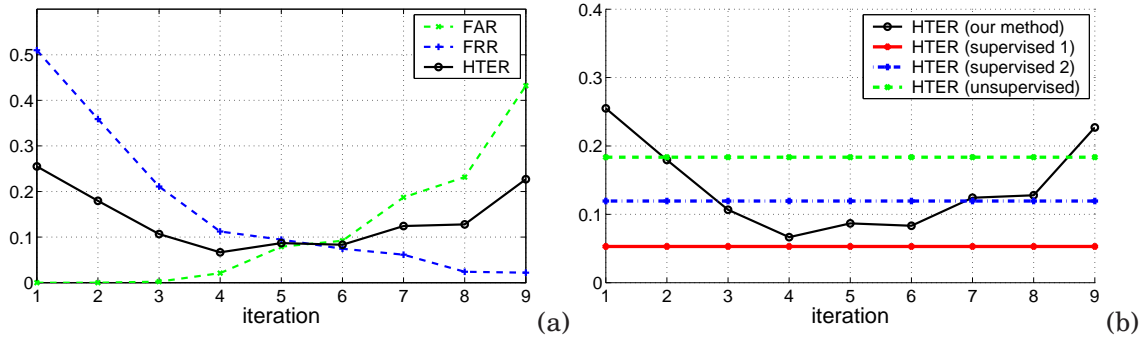 0.5
0.4
0.3
0.2
0.1
0
1 2 3 4 5 6 7 8 9
iteration
FAR
FRR
HTER
(a)
0.4
0.3
0.2
0.1
0
1 2 3 4 5 6 7 8 9
iteration
HTER (our method)
HTER (supervised 1)
HTER (supervised 2)
HTER (unsupervised)
(b)